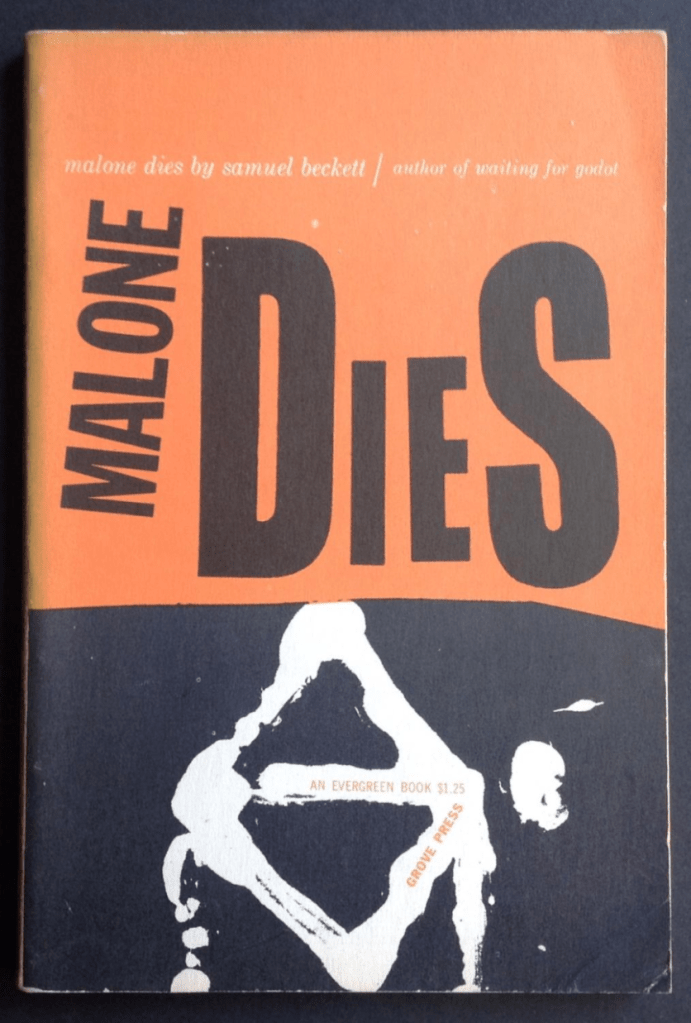 malone dies by samuel beckett / author of waiting for godot
MALONE
DIES
AN EVERGREEN BOOK $1.25
GROVE PRESS